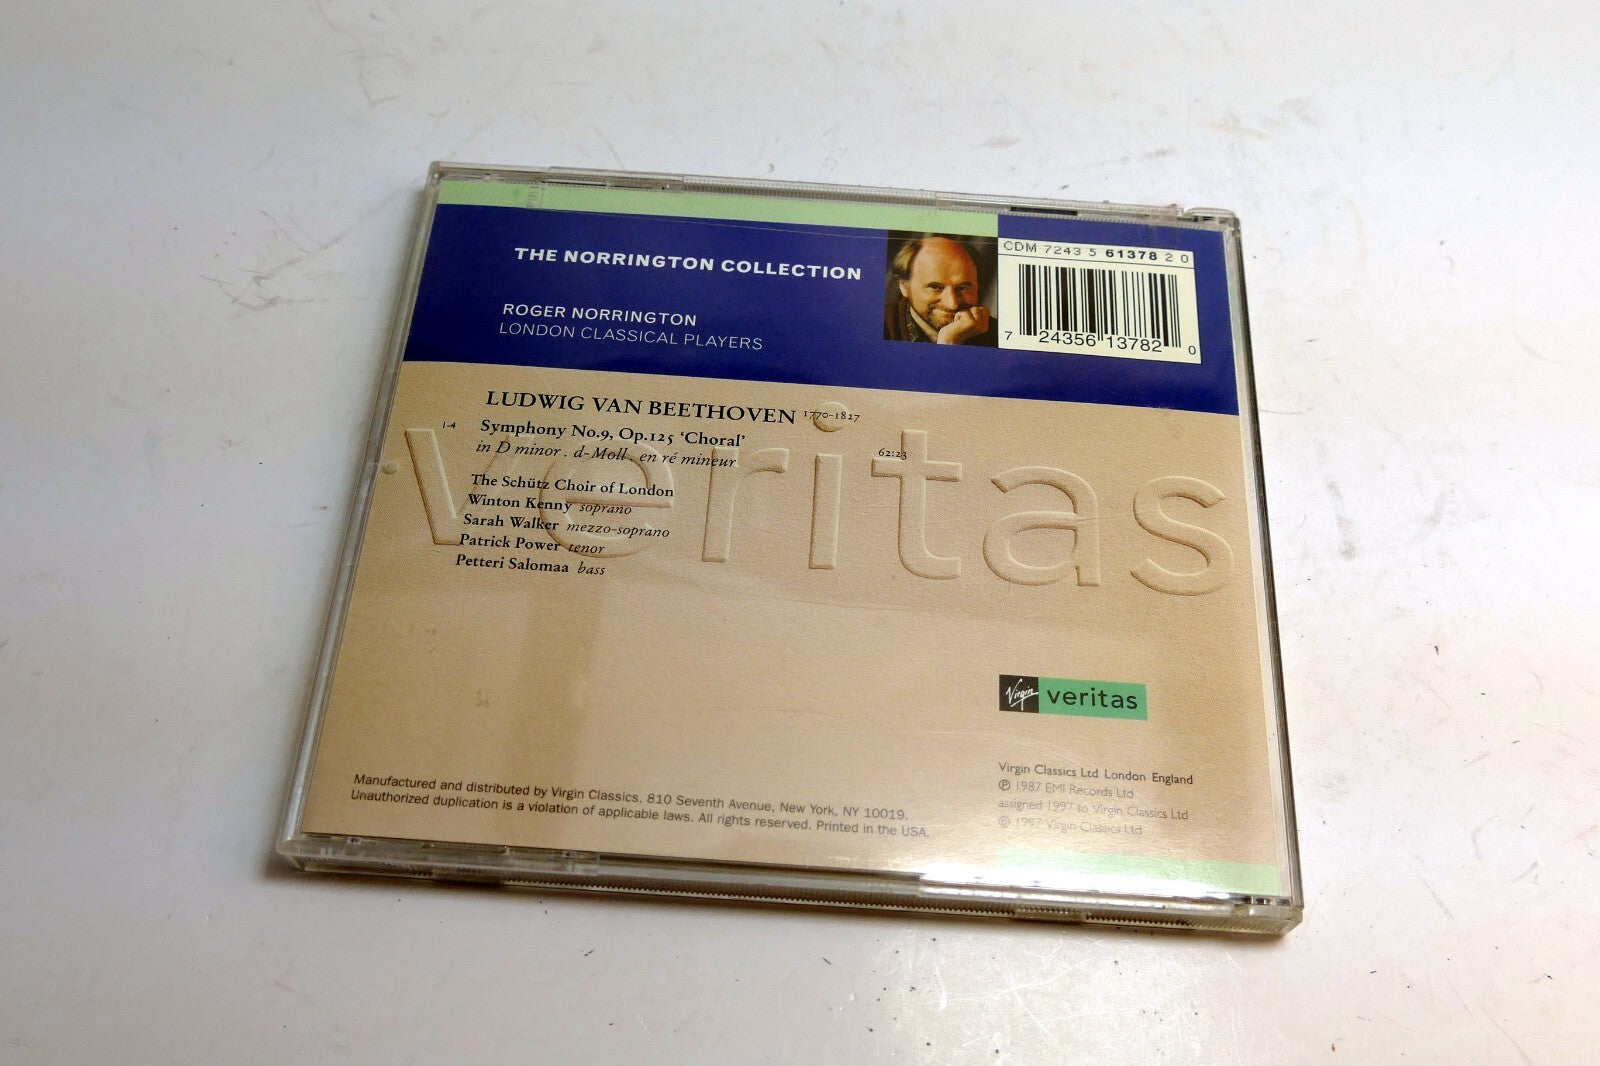 THE NORRINGTON COLLECTION
ROGER NORRINGTON
LONDON CLASSICAL PLAYERS
CDM 7243 5 61378 2 0
7 24356 13782 0
LUDWIG VAN BEETHOVEN 1770-1827
1-4 Symphony No.9, Op.125 ‘Choral’
in D minor . d-Moll . en ré mineur 62:23
The Schütz Choir of London
Winton Kenny soprano
Sarah Walker mezzo-soprano
Patrick Power tenor
Petteri Salomaa bass
veritas
Virgin veritas
Manufactured and distributed by Virgin Classics, 810 Seventh Avenue, New York, NY 10019.
Unauthorized duplication is a violation of applicable laws. All rights reserved. Printed in the USA.
Virgin Classics Ltd London England
℗ 1987 EMI Records Ltd
assigned 1997 to Virgin Classics Ltd
© 1997 Virgin Classics Ltd